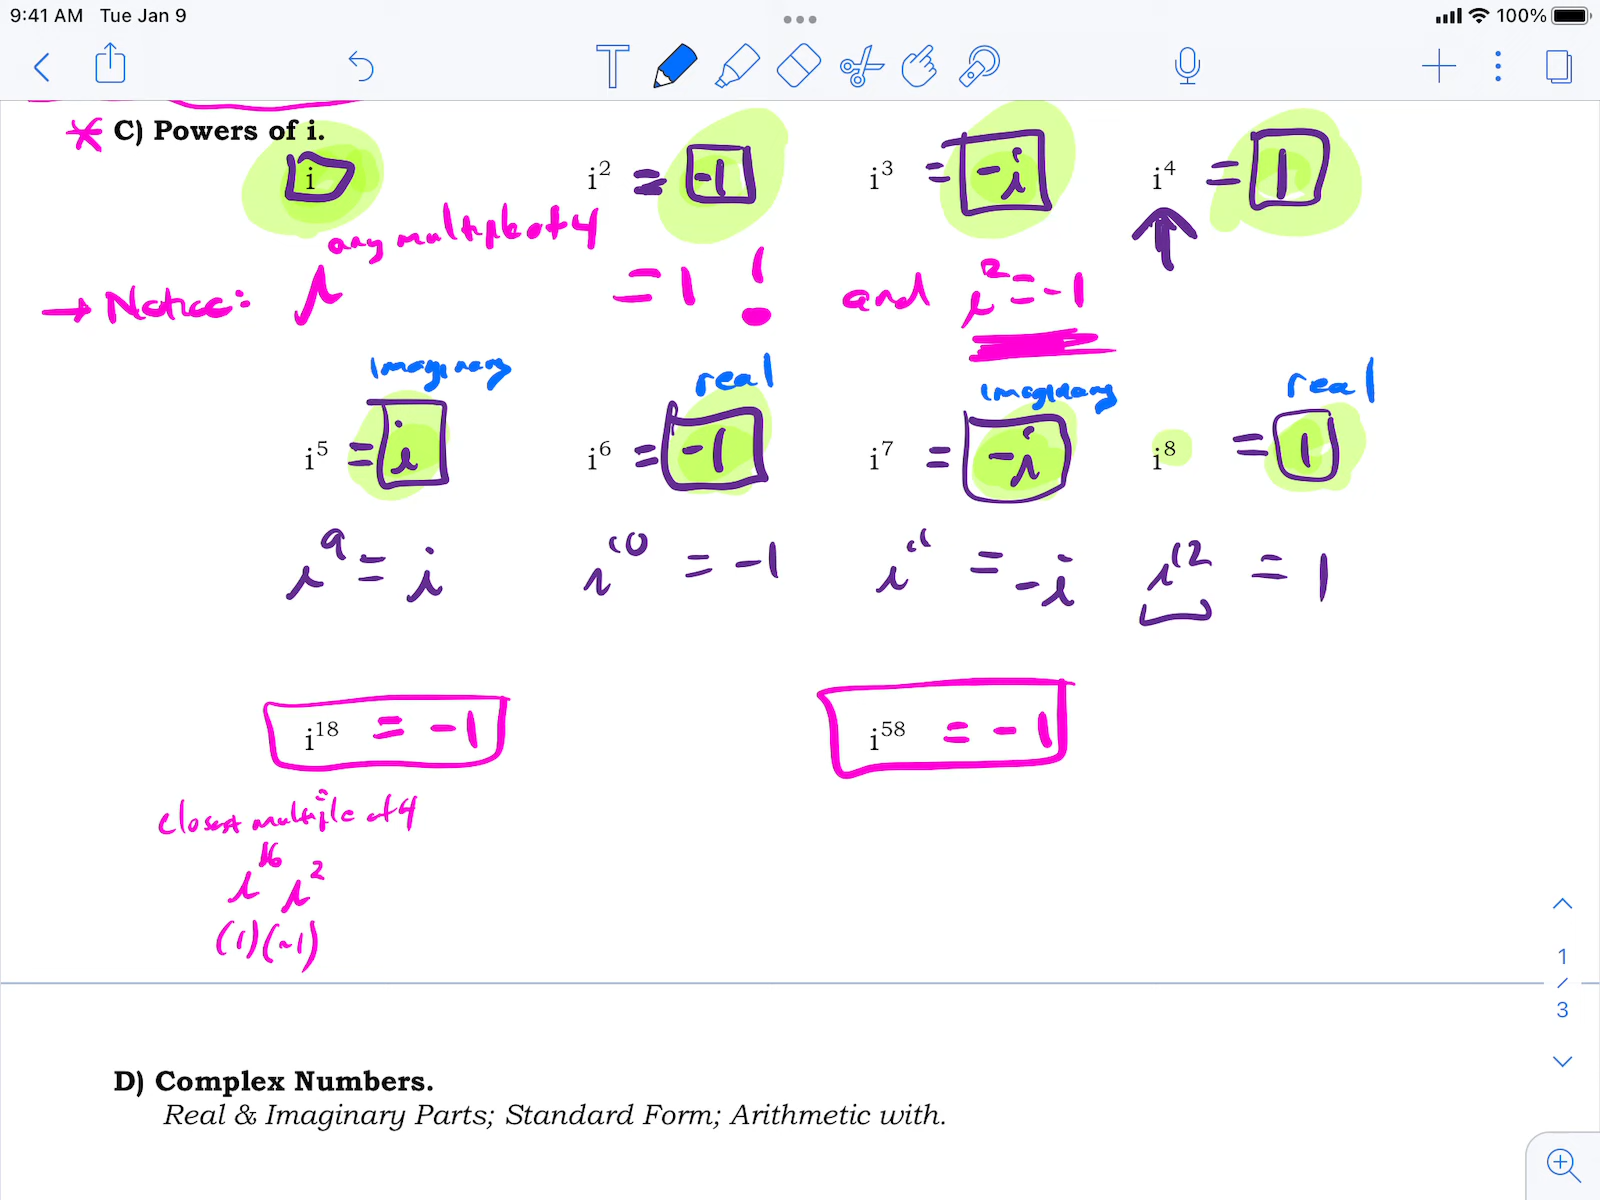 9:41 AM Tue Jan 9 100%
T
* C) Powers of i.
i i² = -1 i³ = -i i⁴ = 1
→ Notice: i any multiple of 4 = 1 ! and i² = -1
Imaginary real Imaginary real
i⁵ = i i⁶ = -1 i⁷ = -i i⁸ = 1
i⁹ = i i¹⁰ = -1 i¹¹ = -i i¹² = 1
i¹⁸ = -1 i⁵⁸ = -1
closest multiple of 4
i¹⁶ i²
(1)(-1)
1
/
3
D) Complex Numbers.
Real & Imaginary Parts; Standard Form; Arithmetic with.